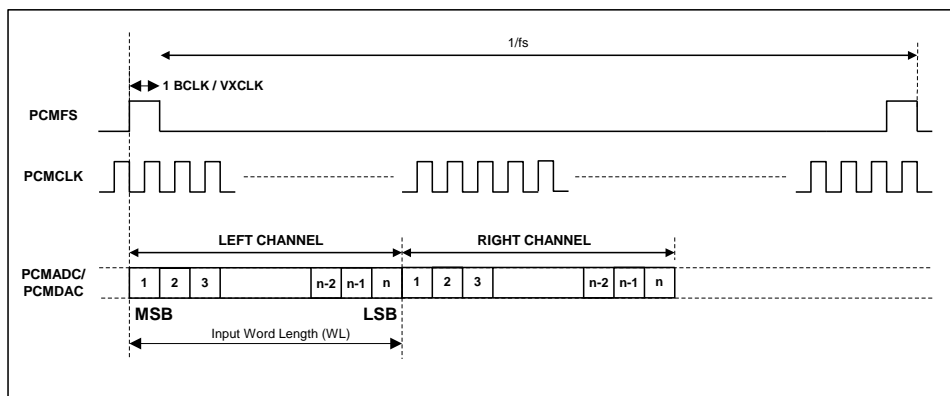 1/fs
1 BCLK / VXCLK
PCMFS
PCMCLK
LEFT CHANNEL
RIGHT CHANNEL
PCMADC/
PCMDAC
1 2 3 n-2 n-1 n 1 2 3 n-2 n-1 n
MSB LSB
Input Word Length (WL)